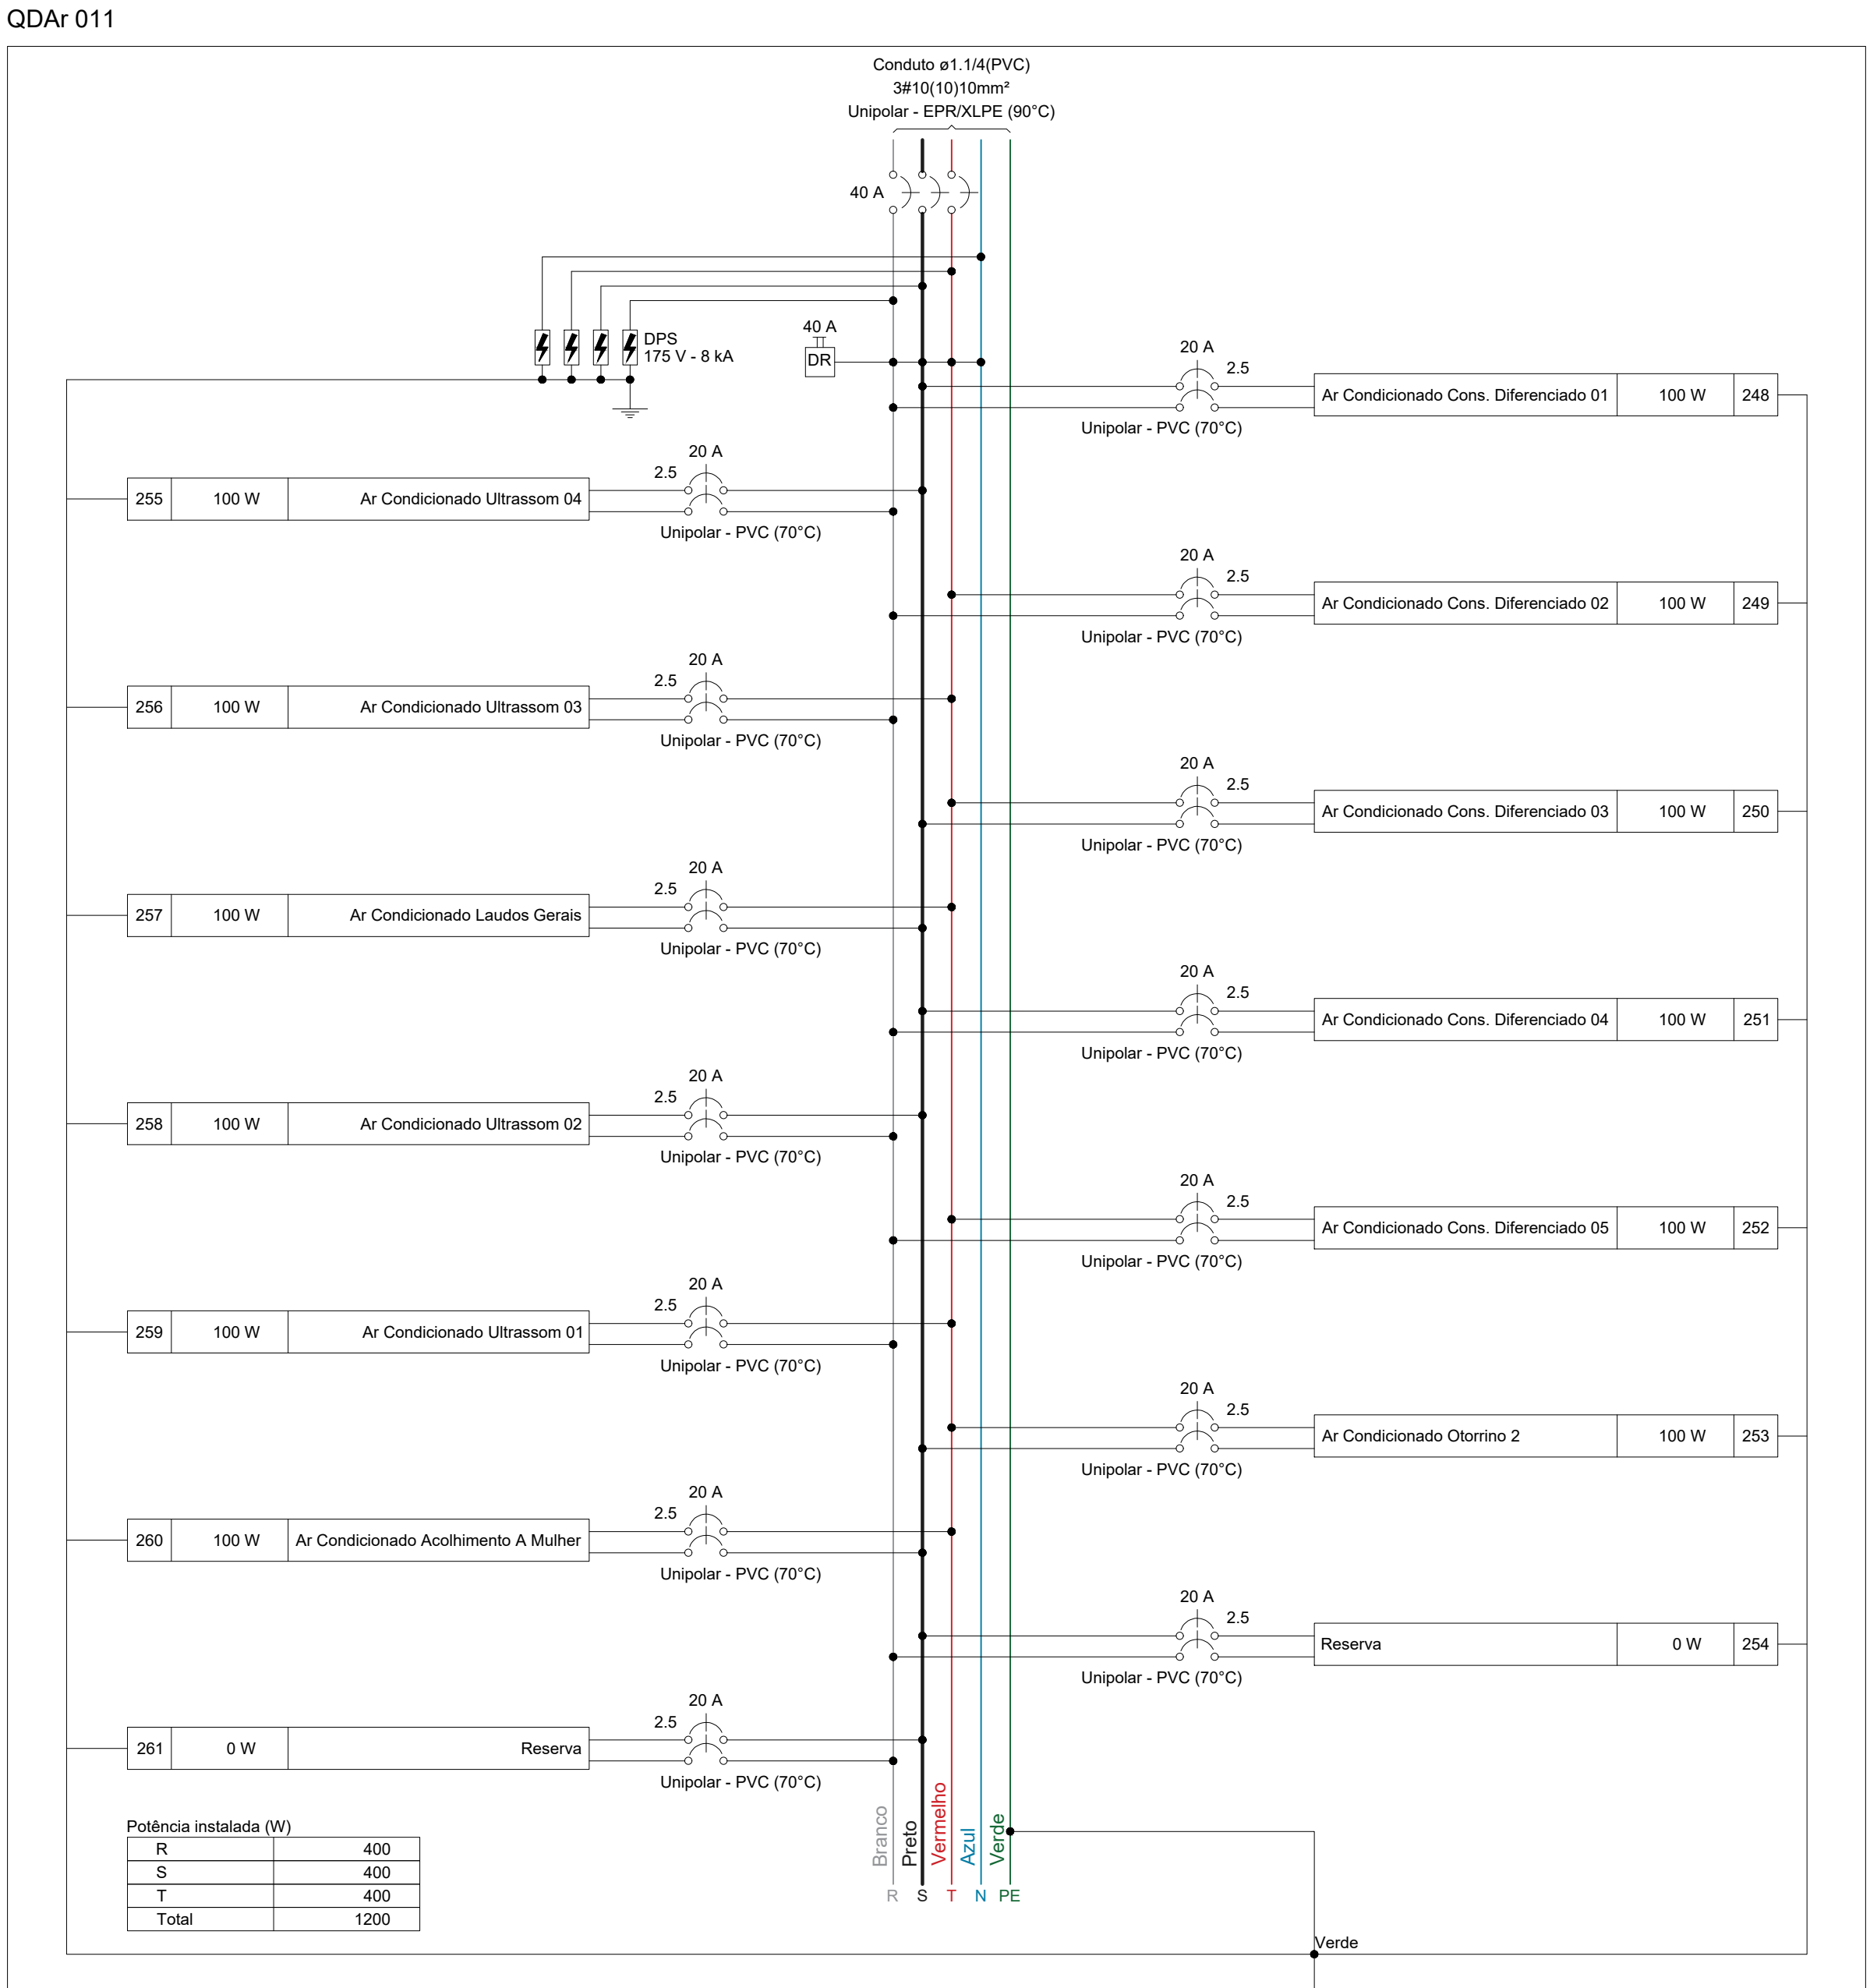 QDAr 011
Conduto ø1.1/4(PVC)
3#10(10)10mm²
Unipolar - EPR/XLPE (90°C)
40 A
DPS
175 V - 8 kA
40 A
DR
20 A
2.5
Ar Condicionado Cons. Diferenciado 01 100 W 248
Unipolar - PVC (70°C)
20 A
2.5
255 100 W Ar Condicionado Ultrassom 04
Unipolar - PVC (70°C)
20 A
2.5
Ar Condicionado Cons. Diferenciado 02 100 W 249
Unipolar - PVC (70°C)
20 A
2.5
256 100 W Ar Condicionado Ultrassom 03
Unipolar - PVC (70°C)
20 A
2.5
Ar Condicionado Cons. Diferenciado 03 100 W 250
Unipolar - PVC (70°C)
20 A
2.5
257 100 W Ar Condicionado Laudos Gerais
Unipolar - PVC (70°C)
20 A
2.5
Ar Condicionado Cons. Diferenciado 04 100 W 251
Unipolar - PVC (70°C)
20 A
2.5
258 100 W Ar Condicionado Ultrassom 02
Unipolar - PVC (70°C)
20 A
2.5
Ar Condicionado Cons. Diferenciado 05 100 W 252
Unipolar - PVC (70°C)
20 A
2.5
259 100 W Ar Condicionado Ultrassom 01
Unipolar - PVC (70°C)
20 A
2.5
Ar Condicionado Otorrino 2 100 W 253
Unipolar - PVC (70°C)
20 A
2.5
260 100 W Ar Condicionado Acolhimento A Mulher
Unipolar - PVC (70°C)
20 A
2.5
Reserva 0 W 254
Unipolar - PVC (70°C)
20 A
2.5
261 0 W Reserva
Unipolar - PVC (70°C)
Potência instalada (W)
R 400
S 400
T 400
Total 1200
Branco
Preto
Vermelho
Azul
Verde
R S T N PE
Verde